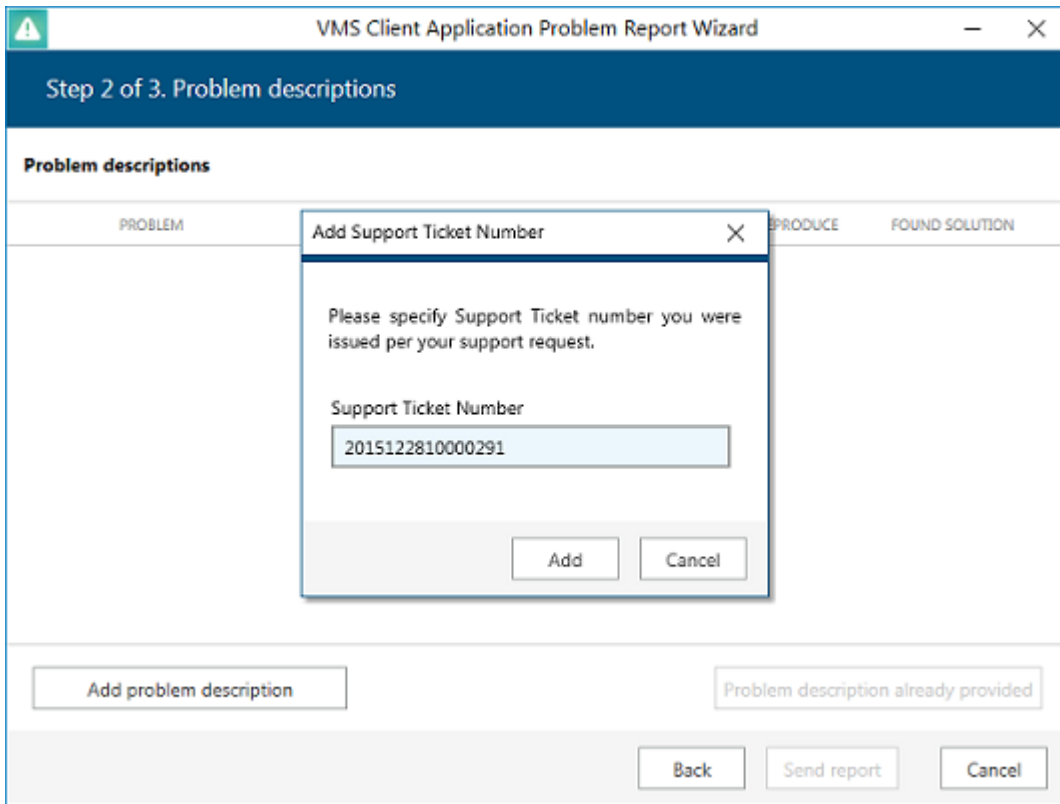 VMS Client Application Problem Report Wizard
Step 2 of 3. Problem descriptions
Problem descriptions
PROBLEM
EPRODUCE
FOUND SOLUTION
Add Support Ticket Number
Please specify Support Ticket number you were
issued per your support request.
Support Ticket Number
2015122810000291
Add
Cancel
Add problem description
Problem description already provided
Back
Send report
Cancel